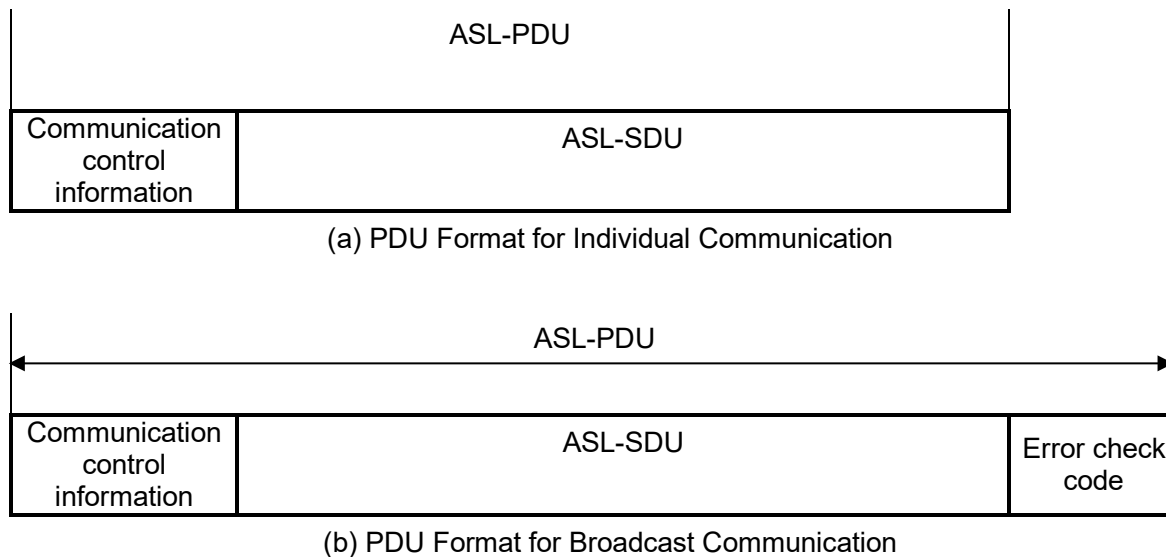 ASL-PDU
Communication
control
information
ASL-SDU
(a) PDU Format for Individual Communication
ASL-PDU
Communication
control
information
ASL-SDU
Error check
code
(b) PDU Format for Broadcast Communication